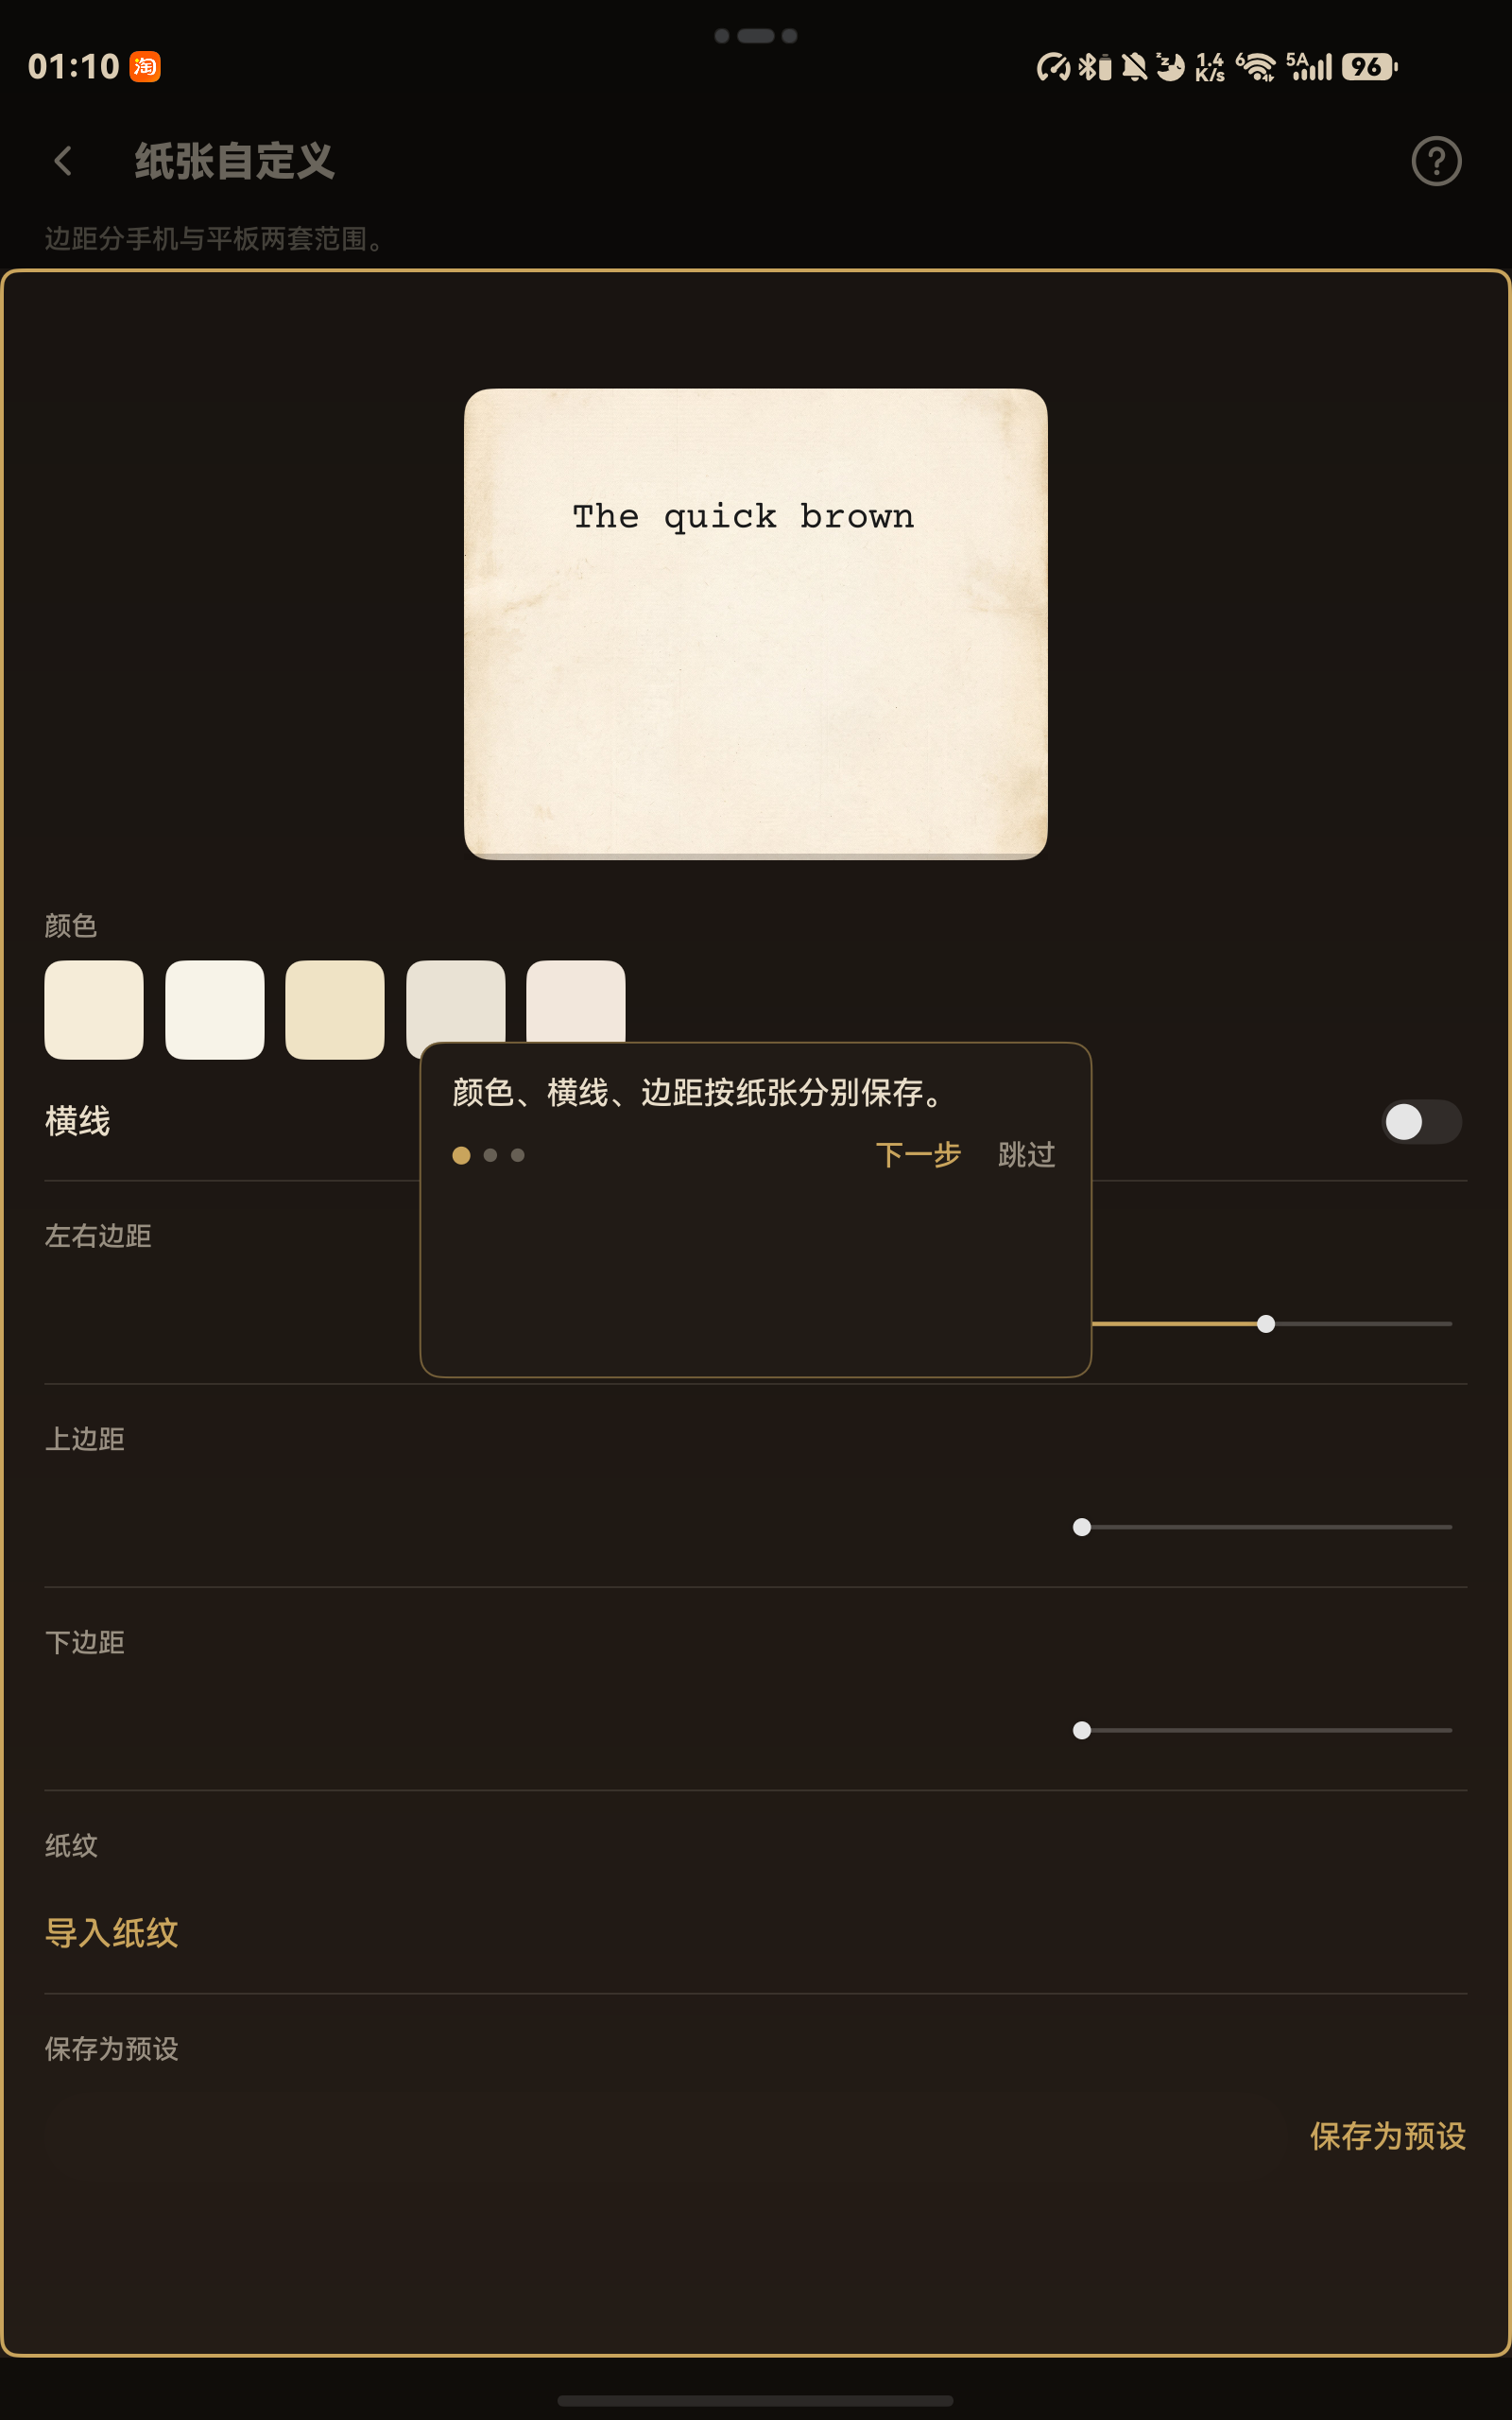 01:10 淘 1.4 K/s 6 5A 96
纸张自定义
边距分手机与平板两套范围。
The quick brown
颜色
颜色、横线、边距按纸张分别保存。
横线
下一步 跳过
左右边距
上边距
下边距
纸纹
导入纸纹
保存为预设
保存为预设